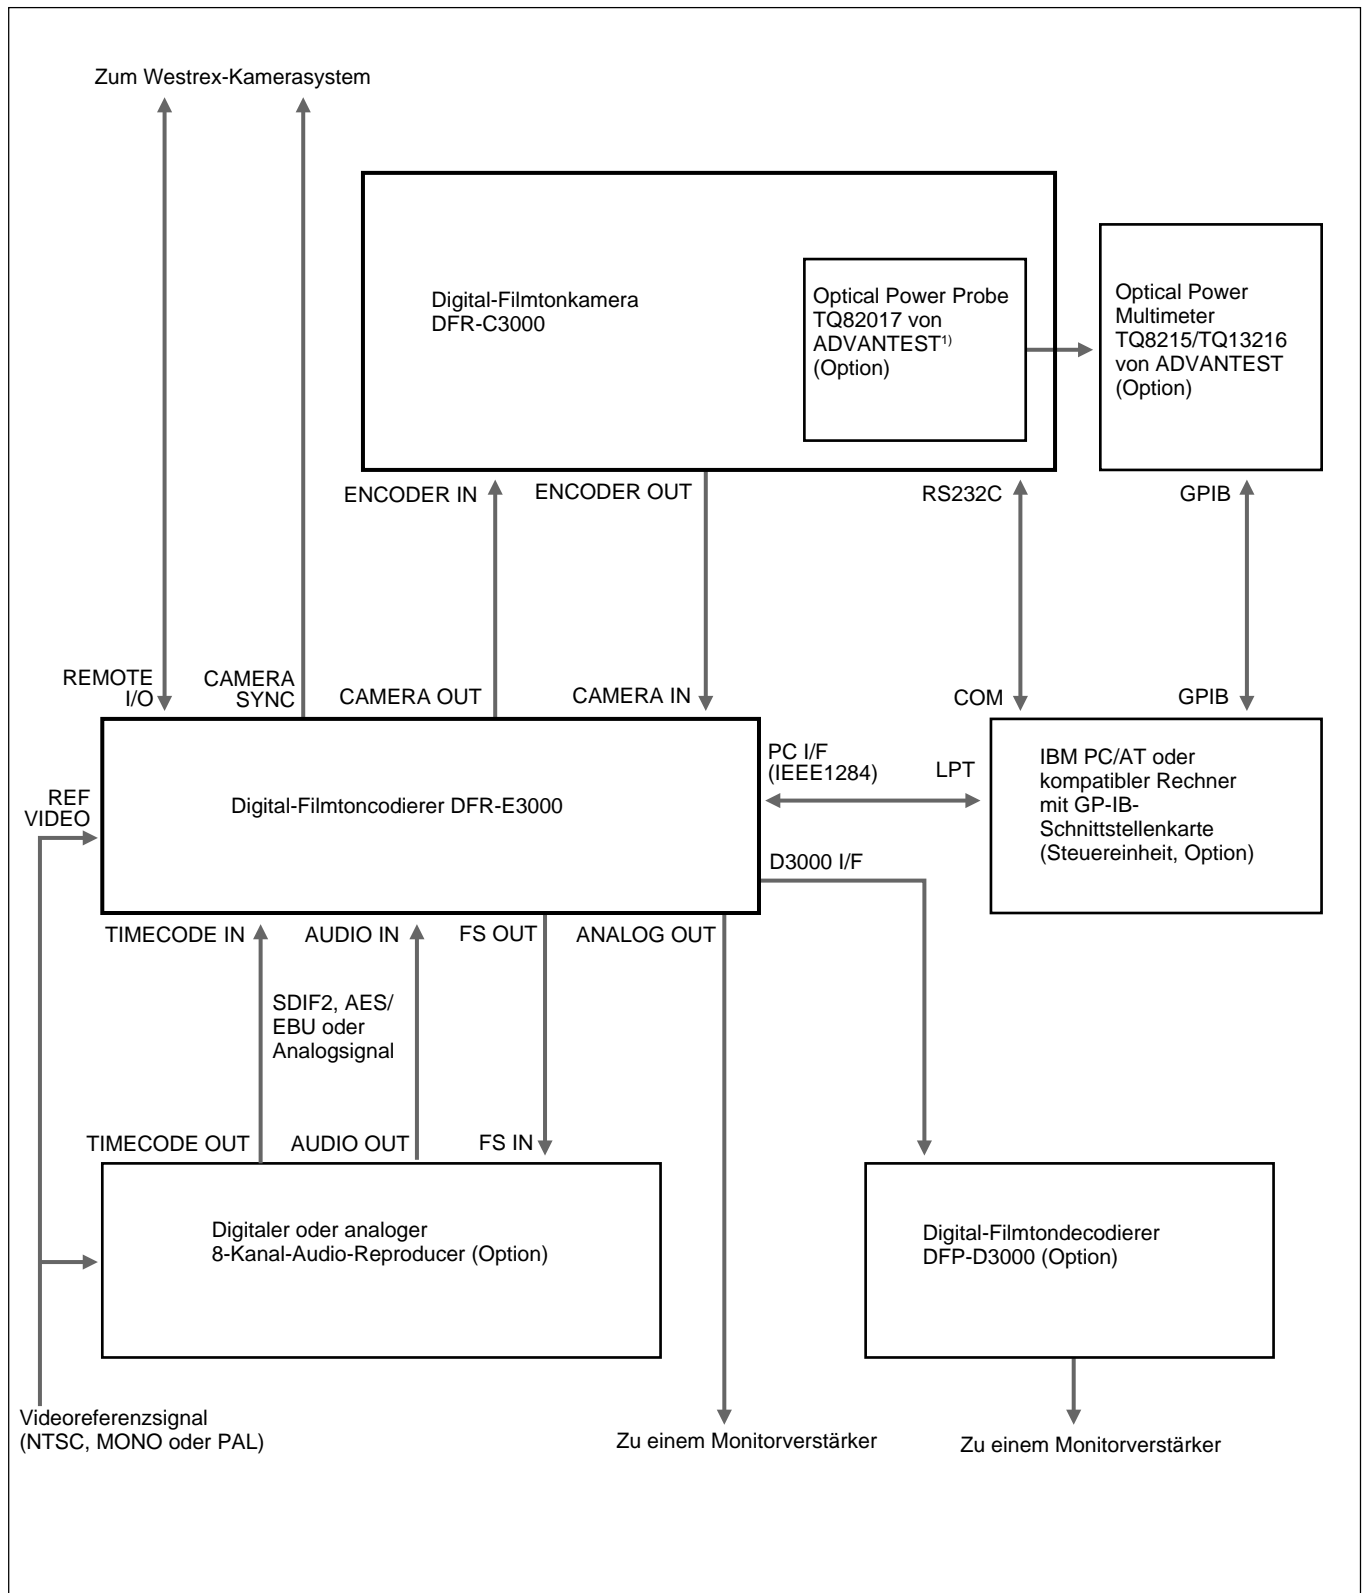 Zum Westrex-Kamerasystem
Digital-Filmtonkamera
DFR-C3000
Optical Power Probe
TQ82017 von
ADVANTEST¹⁾
(Option)
Optical Power
Multimeter
TQ8215/TQ13216
von ADVANTEST
(Option)
ENCODER IN
ENCODER OUT
RS232C
GPIB
REMOTE
I/O
CAMERA
SYNC
CAMERA OUT
CAMERA IN
COM
GPIB
REF
VIDEO
Digital-Filmtoncodierer DFR-E3000
PC I/F
(IEEE1284)
LPT
IBM PC/AT oder
kompatibler Rechner
mit GP-IB-
Schnittstellenkarte
(Steuereinheit, Option)
D3000 I/F
TIMECODE IN
AUDIO IN
FS OUT
ANALOG OUT
SDIF2, AES/
EBU oder
Analogsignal
TIMECODE OUT
AUDIO OUT
FS IN
Digitaler oder analoger
8-Kanal-Audio-Reproducer (Option)
Digital-Filmtondecodierer
DFP-D3000 (Option)
Videoreferenzsignal
(NTSC, MONO oder PAL)
Zu einem Monitorverstärker
Zu einem Monitorverstärker